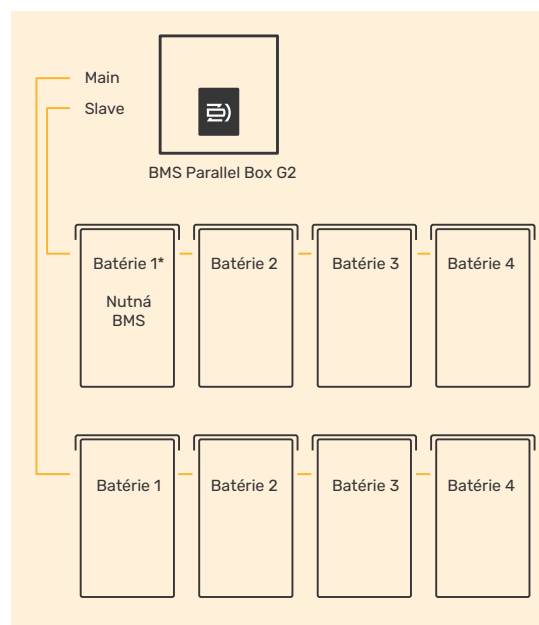 Main
Slave
BMS Parallel Box G2
Batérie 1*
Batérie 2
Batérie 3
Batérie 4
Nutná
BMS
Batérie 1
Batérie 2
Batérie 3
Batérie 4